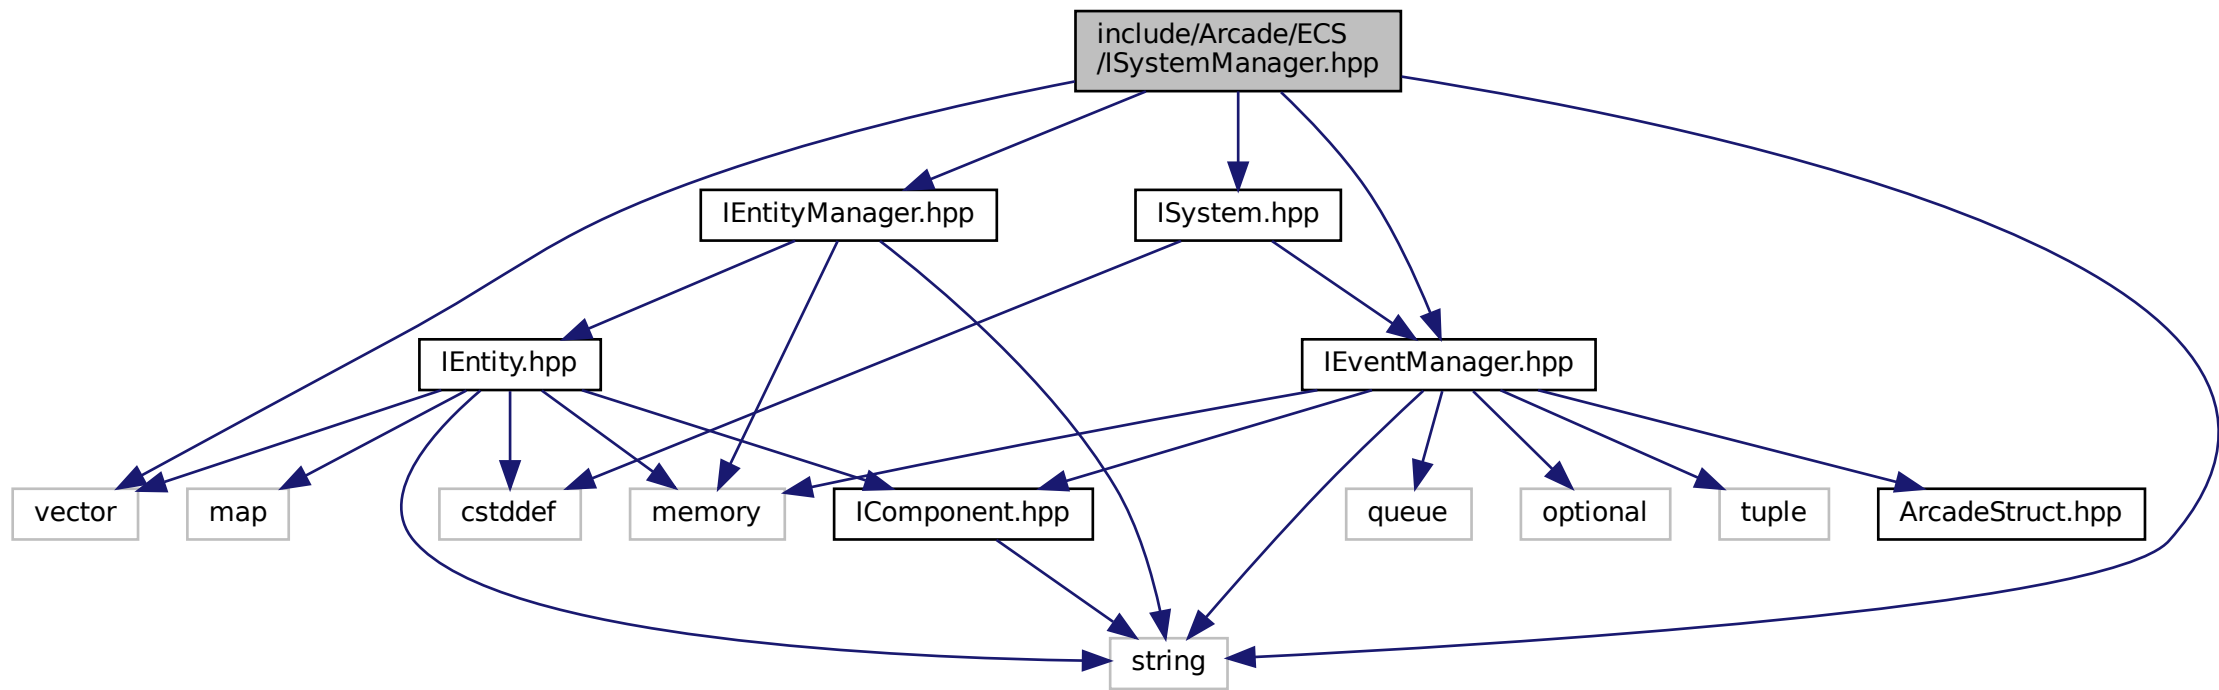 include/Arcade/ECS
/ISystemManager.hpp
IEntityManager.hpp
ISystem.hpp
IEntity.hpp
IEventManager.hpp
vector
map
cstddef
memory
IComponent.hpp
queue
optional
tuple
ArcadeStruct.hpp
string